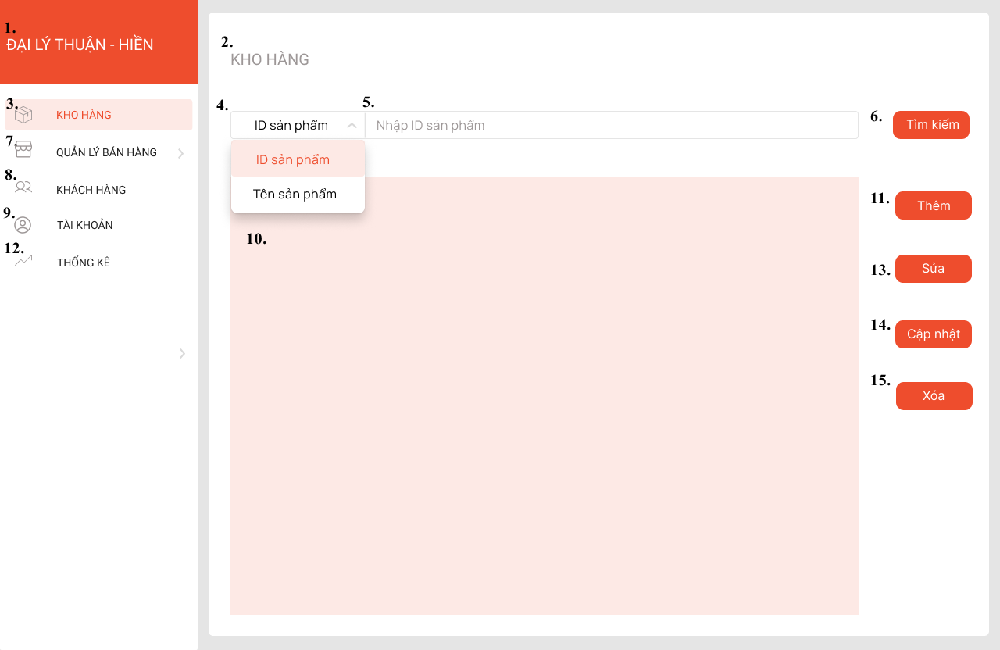 1.
ĐẠI LÝ THUẬN - HIỀN
2.
KHO HÀNG
3.
KHO HÀNG
7.
QUẢN LÝ BÁN HÀNG
8.
KHÁCH HÀNG
9.
TÀI KHOẢN
12.
THỐNG KÊ
4.
ID sản phẩm
5.
Nhập ID sản phẩm
6.
Tìm kiếm
ID sản phẩm
Tên sản phẩm
10.
11.
Thêm
13.
Sửa
14.
Cập nhật
15.
Xóa